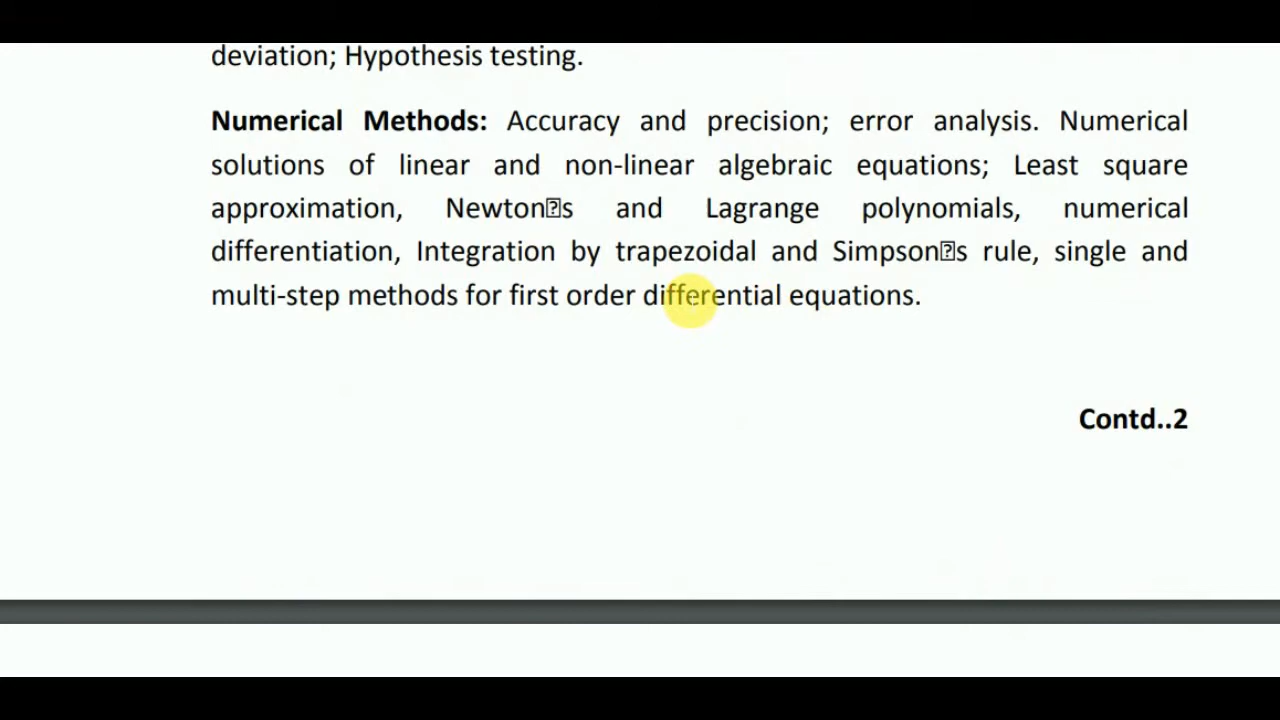 deviation; Hypothesis testing.
Numerical Methods: Accuracy and precision; error analysis. Numerical
solutions of linear and non-linear algebraic equations; Least square
approximation, Newton⍰s and Lagrange polynomials, numerical
differentiation, Integration by trapezoidal and Simpson⍰s rule, single and
multi-step methods for first order differential equations.
Contd..2